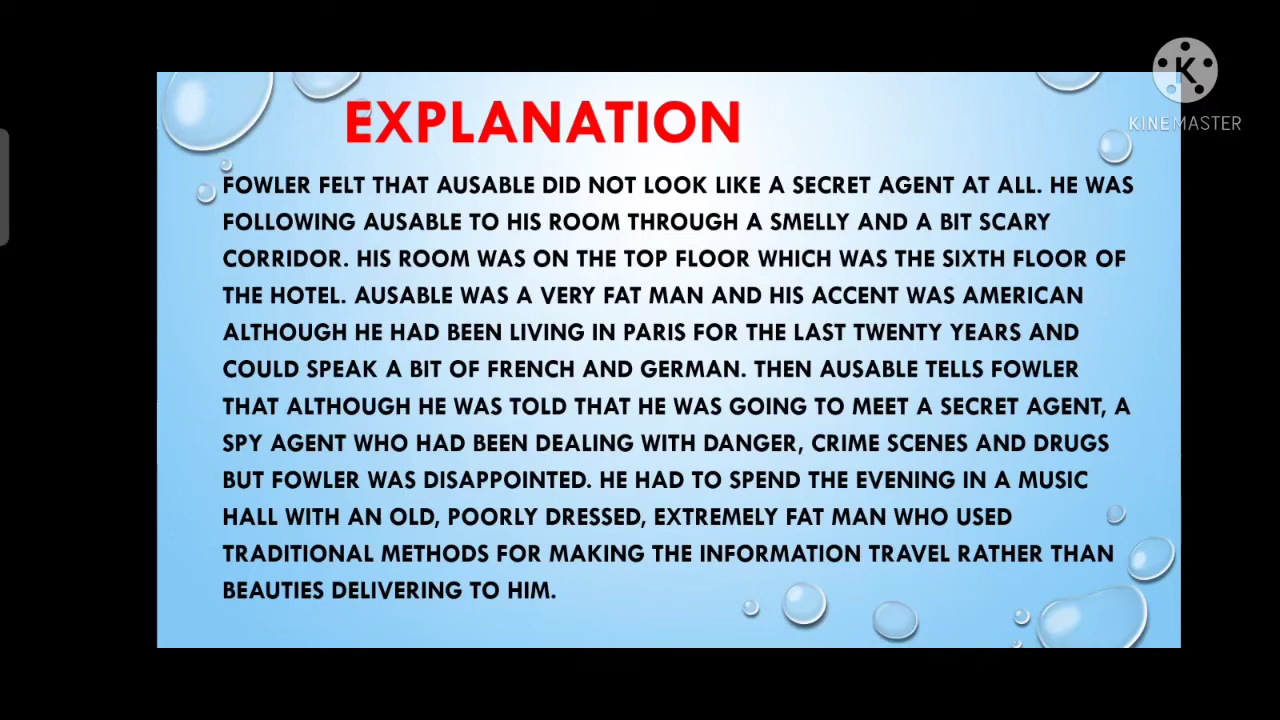 EXPLANATION
K
KINEMASTER
FOWLER FELT THAT AUSABLE DID NOT LOOK LIKE A SECRET AGENT AT ALL. HE WAS
FOLLOWING AUSABLE TO HIS ROOM THROUGH A SMELLY AND A BIT SCARY
CORRIDOR. HIS ROOM WAS ON THE TOP FLOOR WHICH WAS THE SIXTH FLOOR OF
THE HOTEL. AUSABLE WAS A VERY FAT MAN AND HIS ACCENT WAS AMERICAN
ALTHOUGH HE HAD BEEN LIVING IN PARIS FOR THE LAST TWENTY YEARS AND
COULD SPEAK A BIT OF FRENCH AND GERMAN. THEN AUSABLE TELLS FOWLER
THAT ALTHOUGH HE WAS TOLD THAT HE WAS GOING TO MEET A SECRET AGENT, A
SPY AGENT WHO HAD BEEN DEALING WITH DANGER, CRIME SCENES AND DRUGS
BUT FOWLER WAS DISAPPOINTED. HE HAD TO SPEND THE EVENING IN A MUSIC
HALL WITH AN OLD, POORLY DRESSED, EXTREMELY FAT MAN WHO USED
TRADITIONAL METHODS FOR MAKING THE INFORMATION TRAVEL RATHER THAN
BEAUTIES DELIVERING TO HIM.